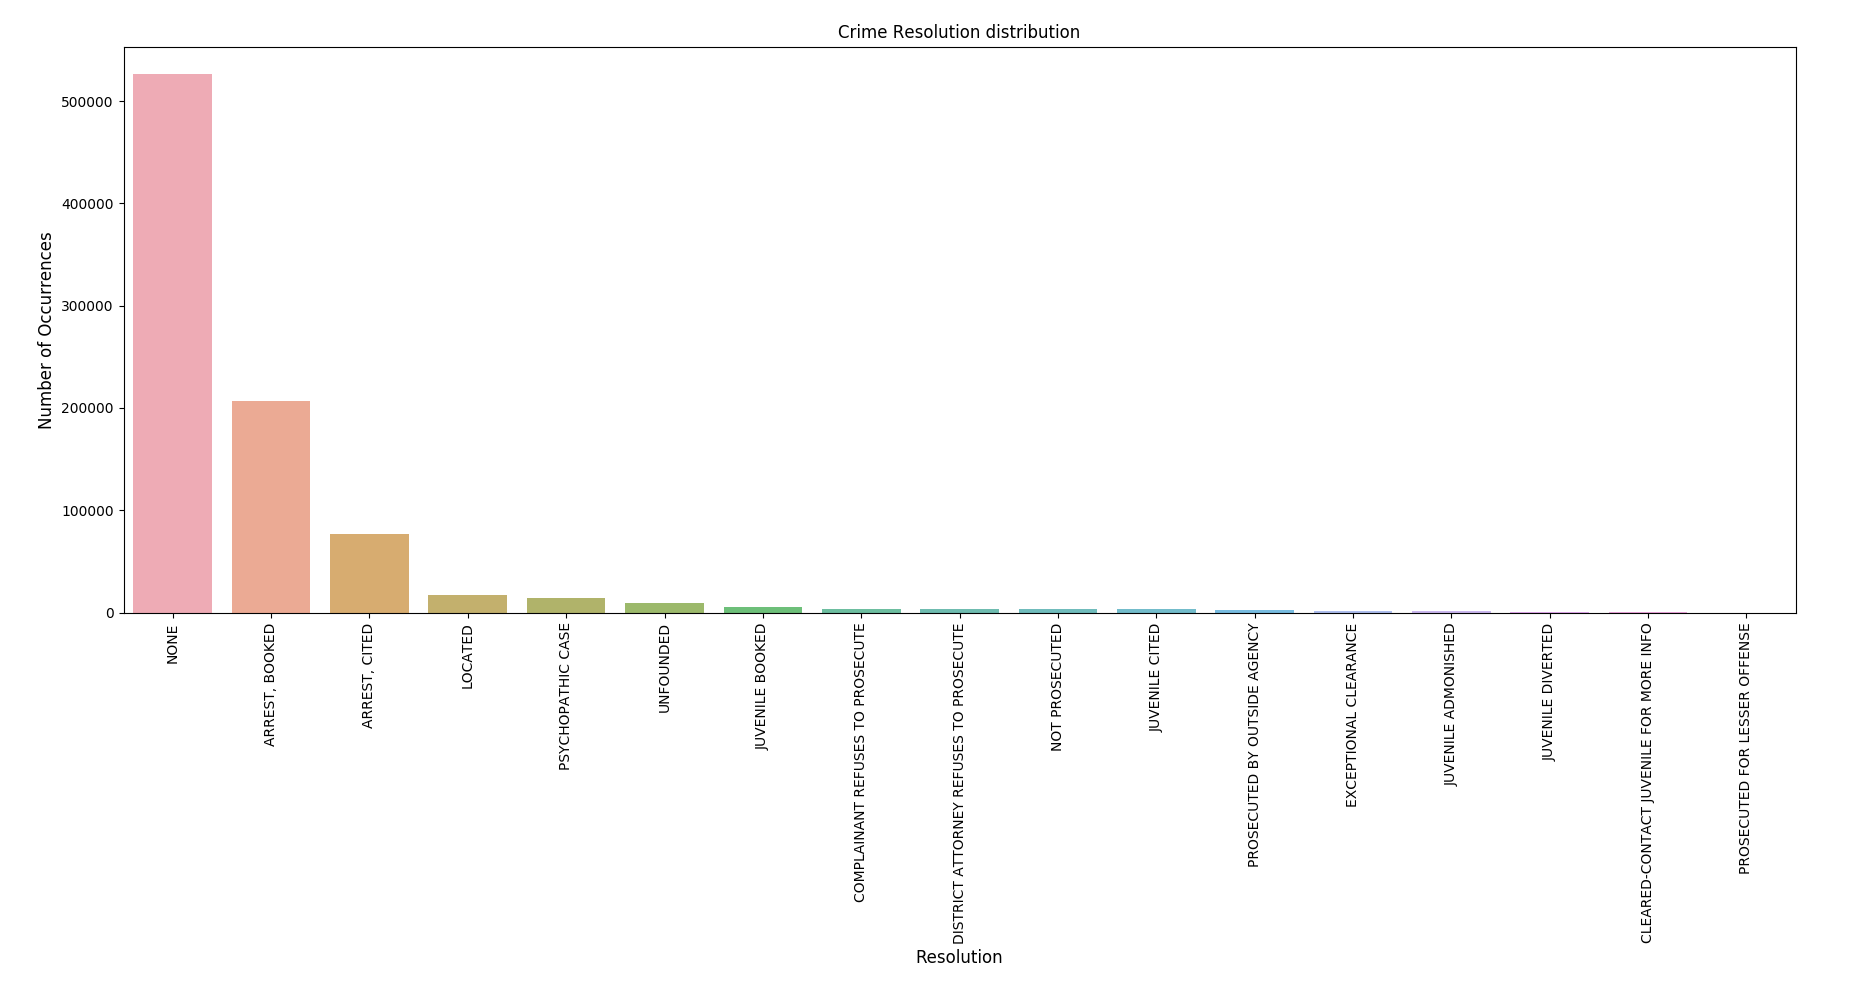 Crime Resolution distribution
Number of Occurrences
500000
400000
300000
200000
100000
0
NONE
ARREST, BOOKED
ARREST, CITED
LOCATED
PSYCHOPATHIC CASE
UNFOUNDED
JUVENILE BOOKED
COMPLAINANT REFUSES TO PROSECUTE
DISTRICT ATTORNEY REFUSES TO PROSECUTE
NOT PROSECUTED
JUVENILE CITED
PROSECUTED BY OUTSIDE AGENCY
EXCEPTIONAL CLEARANCE
JUVENILE ADMONISHED
JUVENILE DIVERTED
CLEARED-CONTACT JUVENILE FOR MORE INFO
PROSECUTED FOR LESSER OFFENSE
Resolution